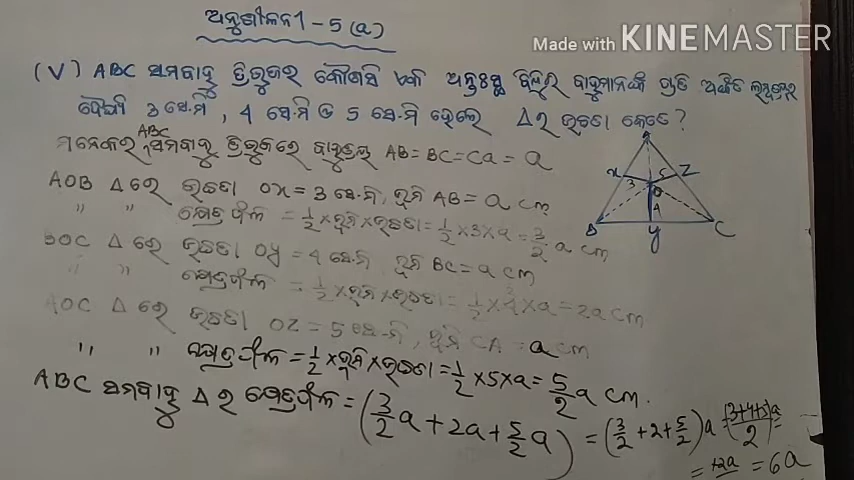 ଅନୁଶୀଳନୀ - 5(a)
Made with KINEMASTER
(V) ABC ସମବାହୁ ତ୍ରିଭୁଜର କୌଣସି ଏକ ଅନ୍ତଃସ୍ଥ ବିନ୍ଦୁରୁ ବାହୁମାନଙ୍କ ପ୍ରତି ଅଙ୍କିତ ଲମ୍ବତ୍ରୟର
ଦୈର୍ଘ୍ୟ 3 ସେ.ମି, 4 ସେ.ମି ଓ 5 ସେ.ମି ହେଲେ Δର ଉଚ୍ଚତା କେତେ?
ମନେକର ABC ସମବାହୁ ତ୍ରିଭୁଜରେ ବାହୁତ୍ରୟ AB = BC = CA = a
AOB Δ ରେ ଉଚ୍ଚତା OX = 3 ସେ.ମି, ଭୂମି AB = a cm
" " କ୍ଷେତ୍ରଫଳ = 1/2 × ଭୂମି × ଉଚ୍ଚତା = 1/2 × 3 × a = 3/2 a cm
BOC Δ ରେ ଉଚ୍ଚତା OY = 4 ସେ.ମି ଭୂମି BC = a cm
" " କ୍ଷେତ୍ରଫଳ = 1/2 × ଭୂମି × ଉଚ୍ଚତା = 1/2 × 4 × a = 2a cm
AOC Δ ରେ ଉଚ୍ଚତା OZ = 5 ସେ.ମି, ଭୂମି CA = a cm
" " କ୍ଷେତ୍ରଫଳ = 1/2 × ଭୂମି × ଉଚ୍ଚତା = 1/2 × 5 × a = 5/2 a cm.
ABC ସମବାହୁ Δ ର କ୍ଷେତ୍ରଫଳ = (3/2 a + 2a + 5/2 a) = (3/2 + 2 + 5/2) a = (3+4+5)a/2 =
= 12a = 6a
A
x
3
5
Z
O
4
B
y
C